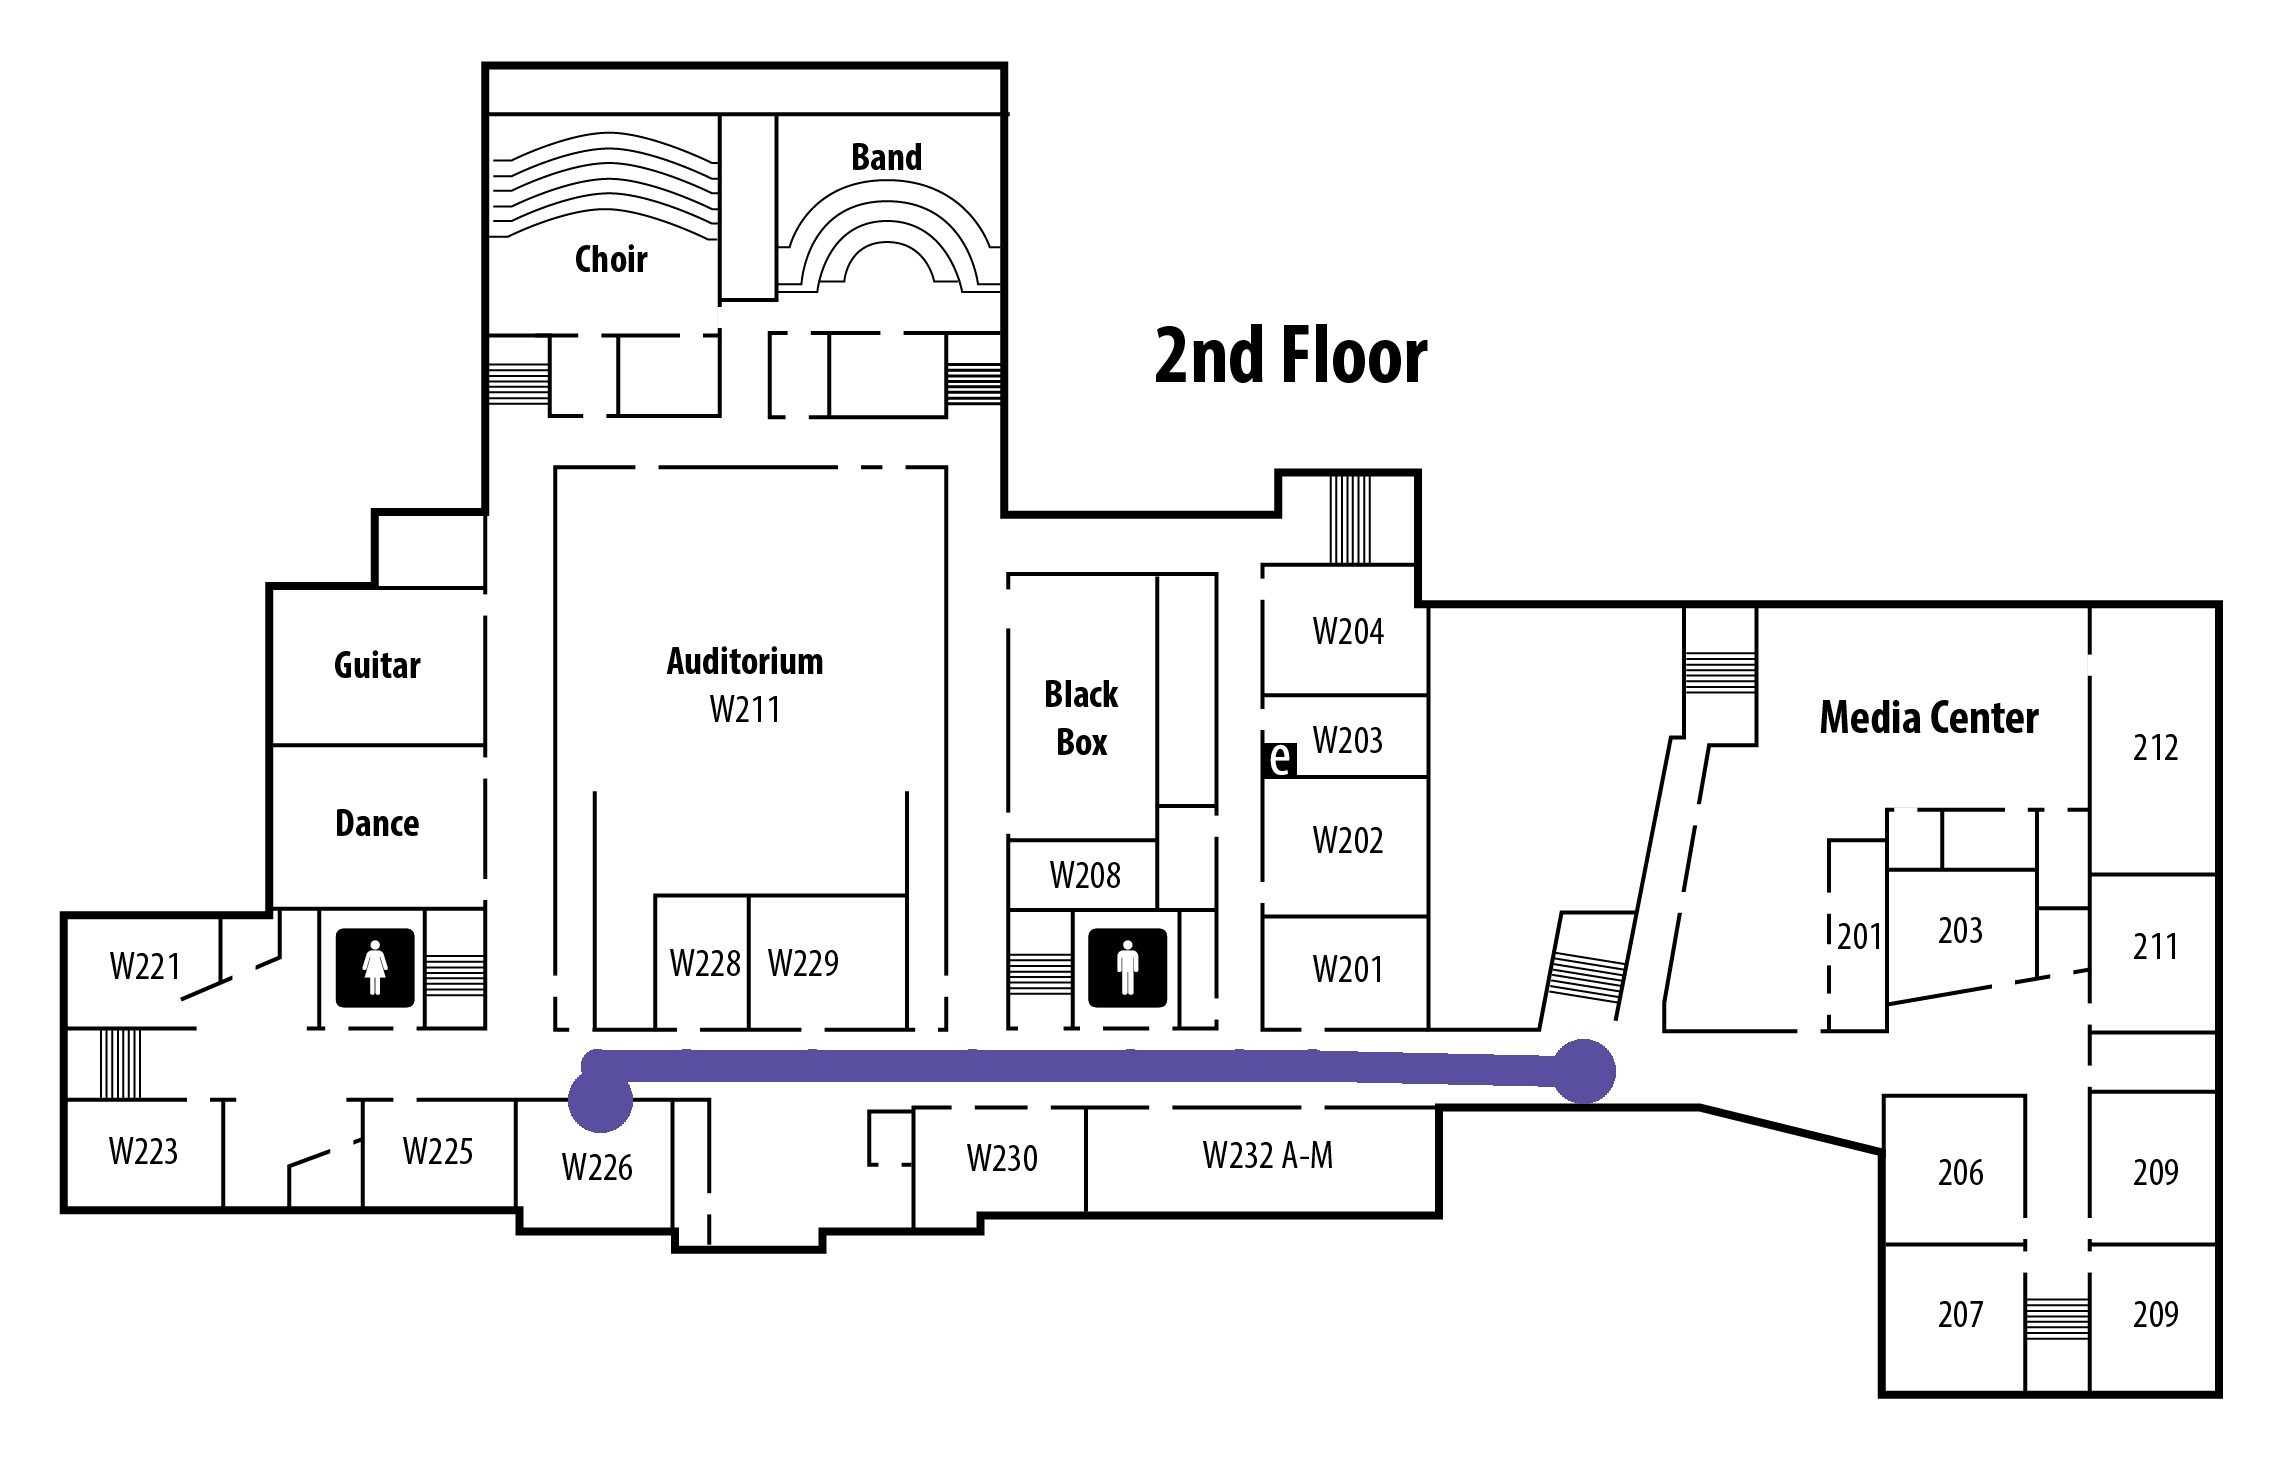 Band
Choir
2nd Floor
W204
Guitar
Auditorium
W211
Black
Box
W203
e
Media Center
212
Dance
W202
W208
201
203
211
W221
W228
W229
W201
W223
W225
W226
W230
W232 A-M
206
209
207
209